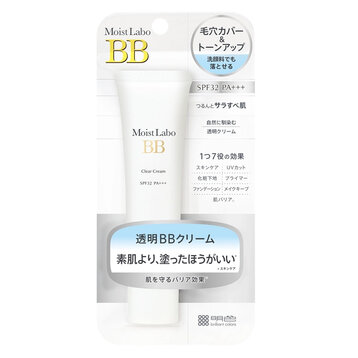 Moist Labo
BB
毛穴カバー
&
トーンアップ
洗顔料でも
落とせる
SPF32 PA+++
つるんとサラすべ肌
自然に馴染む
透明クリーム
1つ7役の効果
スキンケア UVカット
化粧下地 プライマー
ファンデーション メイクキープ
肌バリア
Moist Labo
BB
Clear Cream
SPF32 PA+++
透明BBクリーム
素肌より、塗ったほうがいい*
*スキンケア
肌を守るバリア効果
明色
brilliant colors